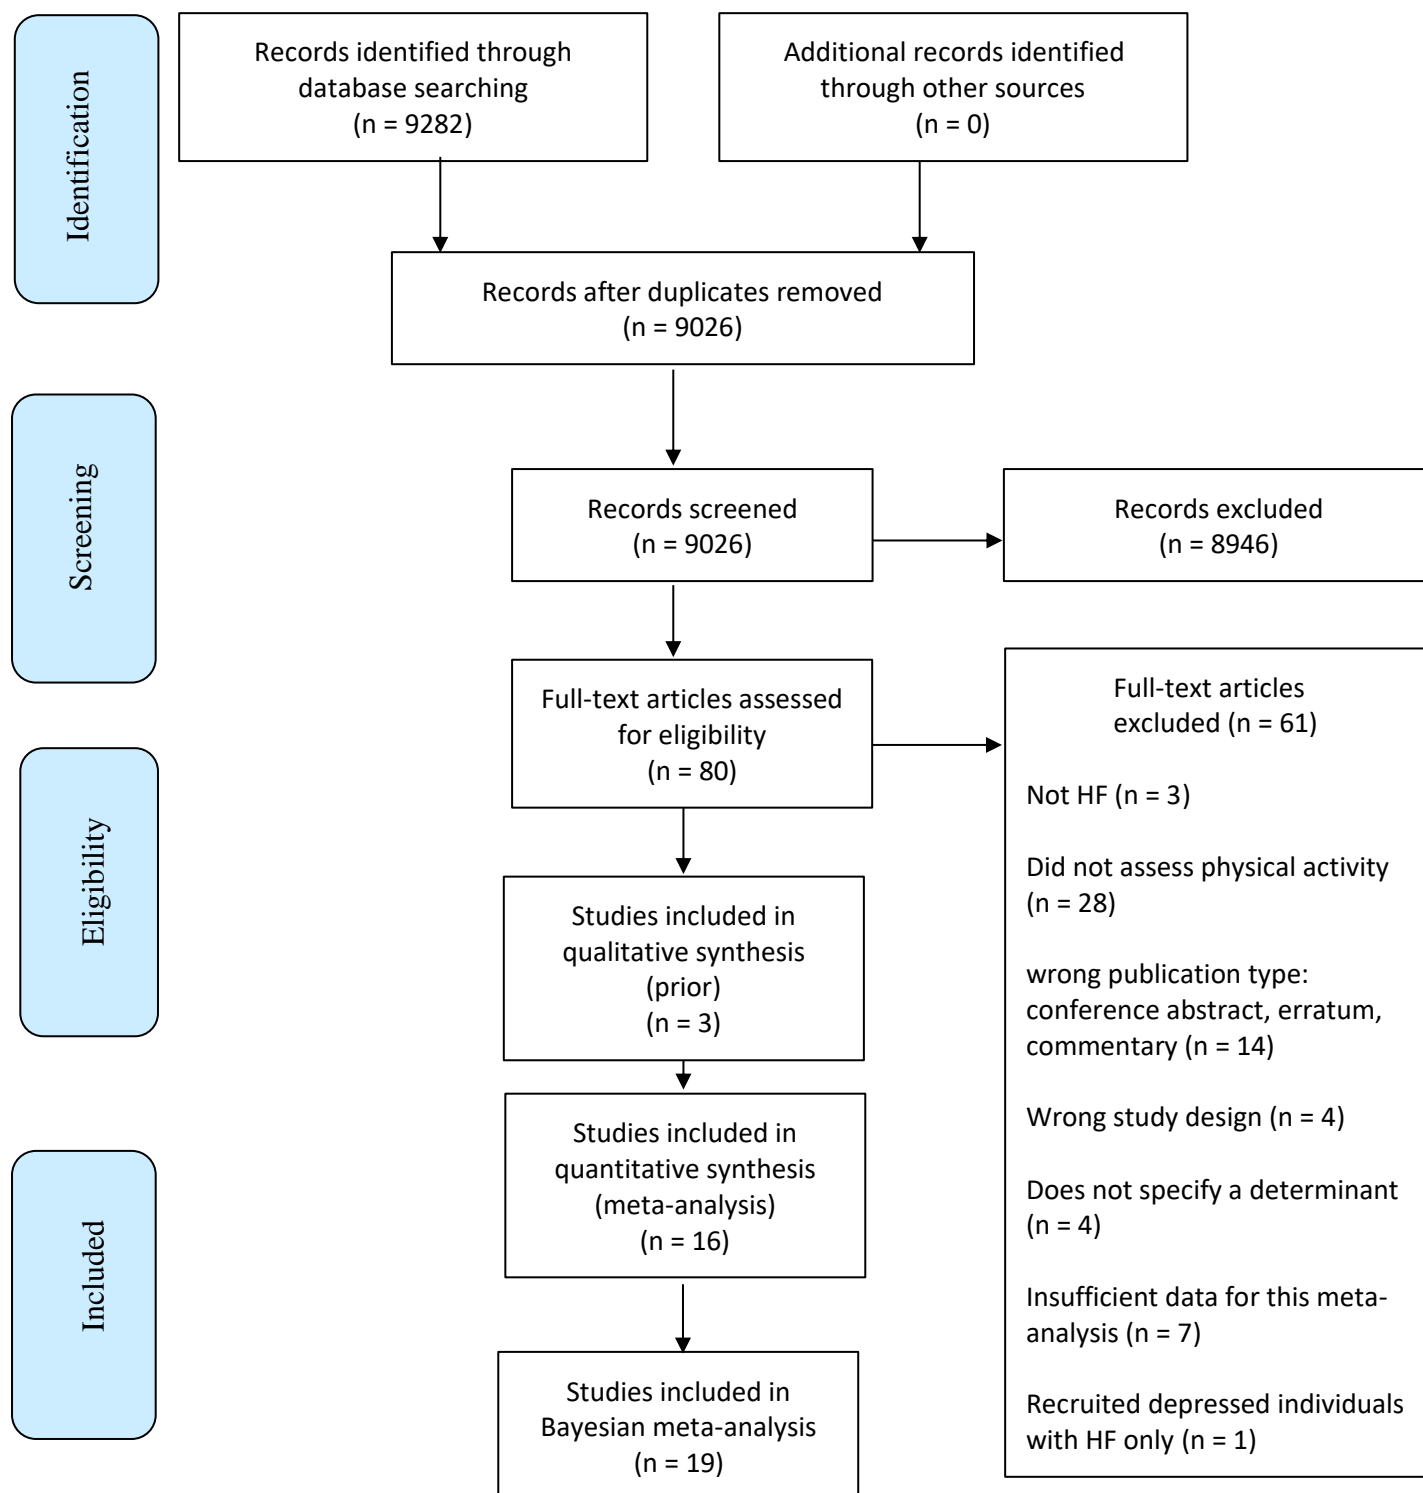 Identification
Records identified through
database searching
(n = 9282)
Additional records identified
through other sources
(n = 0)
Records after duplicates removed
(n = 9026)
Screening
Records screened
(n = 9026)
Records excluded
(n = 8946)
Eligibility
Full-text articles assessed
for eligibility
(n = 80)
Full-text articles
excluded (n = 61)
Not HF (n = 3)
Did not assess physical activity
(n = 28)
wrong publication type:
conference abstract, erratum,
commentary (n = 14)
Wrong study design (n = 4)
Does not specify a determinant
(n = 4)
Insufficient data for this meta-
analysis (n = 7)
Recruited depressed individuals
with HF only (n = 1)
Studies included in
qualitative synthesis
(prior)
(n = 3)
Included
Studies included in
quantitative synthesis
(meta-analysis)
(n = 16)
Studies included in
Bayesian meta-analysis
(n = 19)